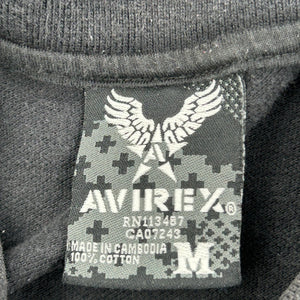 AVIREX®
RN113487
CA07243
MADE IN CAMBODIA
100% COTTON
M